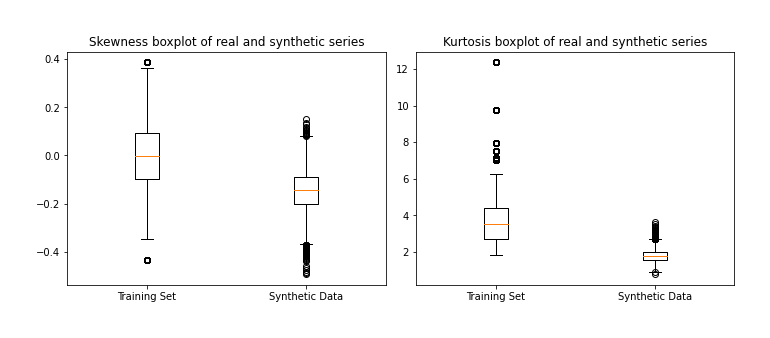 Skewness boxplot of real and synthetic series
0.4
0.2
0.0
−0.2
−0.4
Training Set
Synthetic Data
Kurtosis boxplot of real and synthetic series
12
10
8
6
4
2
Training Set
Synthetic Data